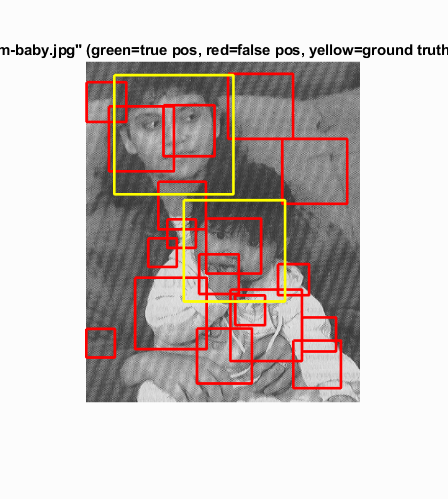 m-baby.jpg" (green=true pos, red=false pos, yellow=ground truth